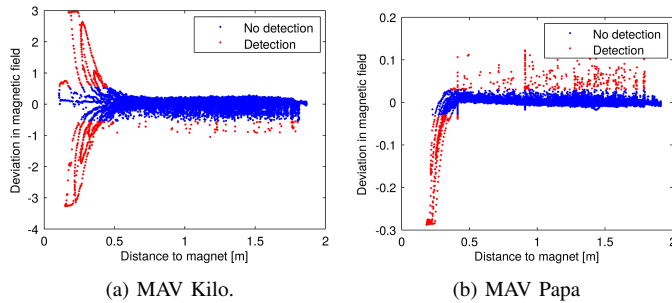 3
2
1
0
-1
-2
-3
-4
Deviation in magnetic field
No detection
Detection
0
0.5
1
1.5
2
Distance to magnet [m]
(a) MAV Kilo.
0.2
0.1
0
-0.1
-0.2
-0.3
Deviation in magnetic field
No detection
Detection
0
0.5
1
1.5
2
Distance to magnet [m]
(b) MAV Papa